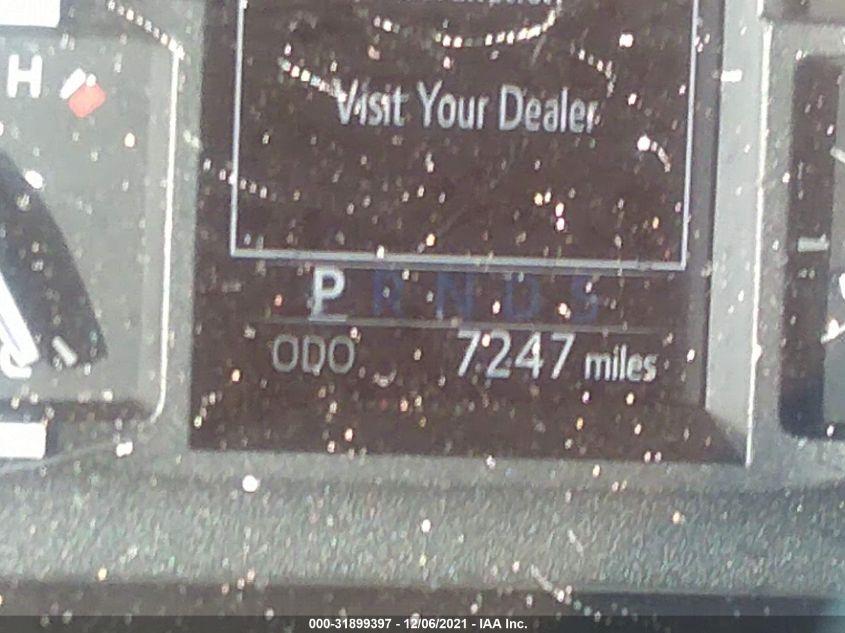 H
Visit Your Dealer
P R N D S
ODO 7247 miles
C
000-31899397 - 12/06/2021 - IAA Inc.